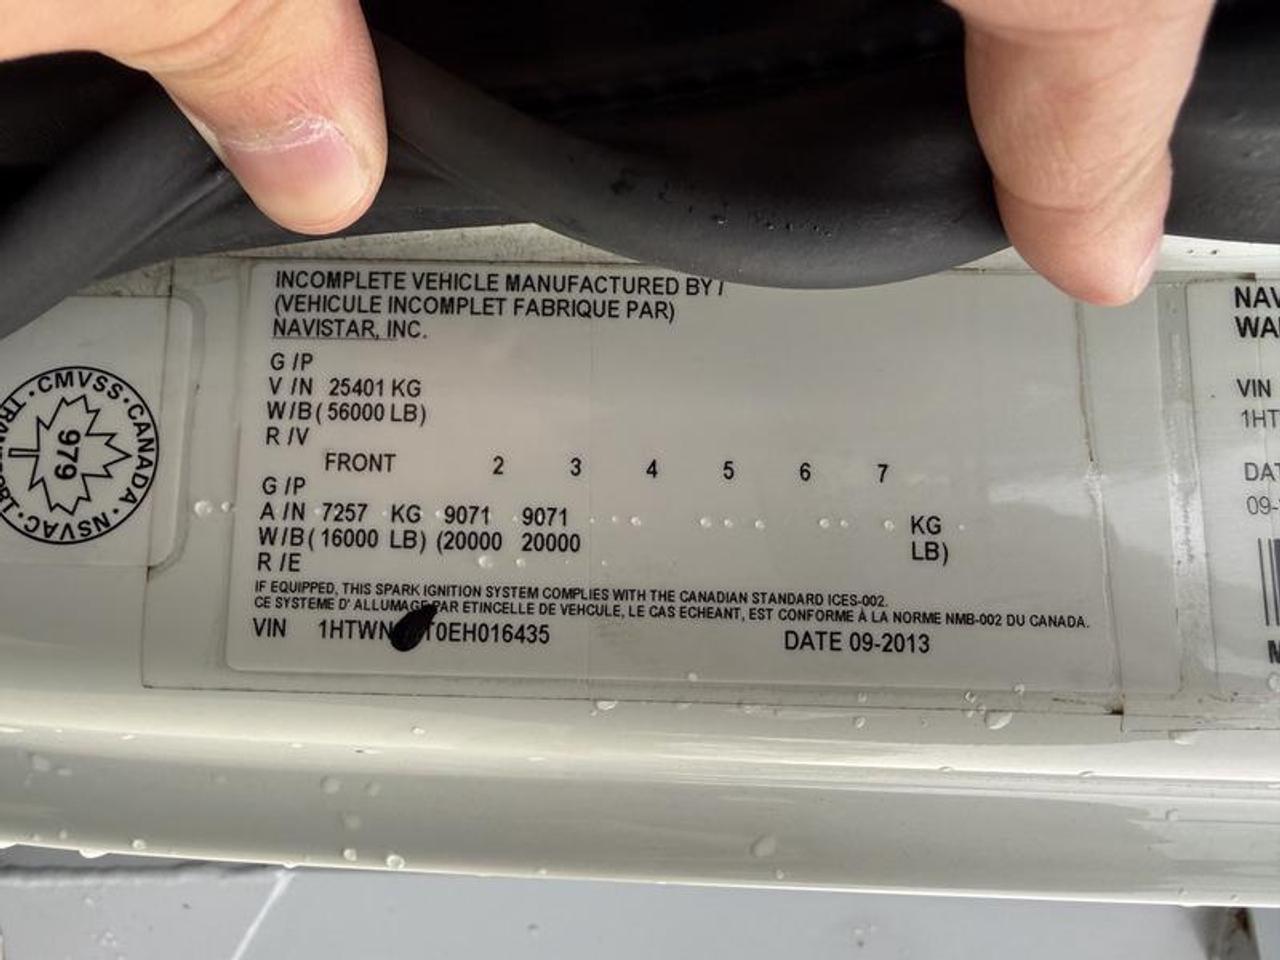 INCOMPLETE VEHICLE MANUFACTURED BY /
(VEHICULE INCOMPLET FABRIQUE PAR)
NAVISTAR, INC.
G /P
V /N 25401 KG
W/B ( 56000 LB)
R /V
FRONT 2 3 4 5 6 7
G /P
A /N 7257 KG 9071 9071 KG
W/B ( 16000 LB) (20000 20000 LB)
R /E
IF EQUIPPED, THIS SPARK IGNITION SYSTEM COMPLIES WITH THE CANADIAN STANDARD ICES-002.
CE SYSTEME D' ALLUMAGE PAR ETINCELLE DE VEHCULE, LE CAS ECHEANT, EST CONFORME À LA NORME NMB-002 DU CANADA.
VIN DATE 09-2013
CMVSS · CANADA · NSVAC
979
VIN
1HT
09-